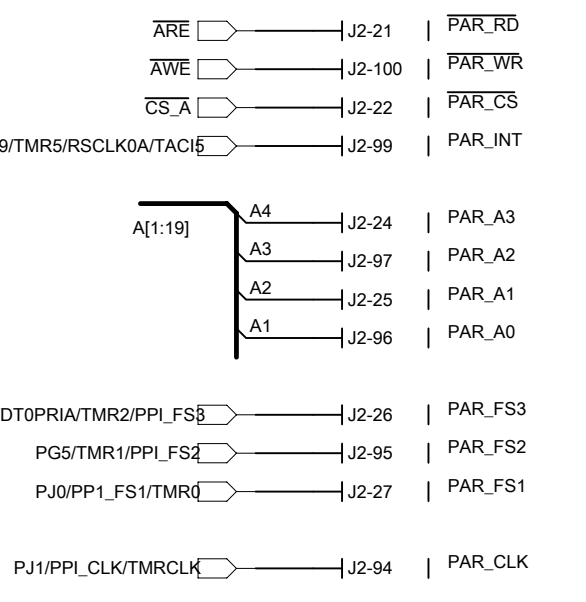 ARE J2-21 | PAR_RD
AWE J2-100 | PAR_WR
CS_A J2-22 | PAR_CS
9/TMR5/RSCLK0A/TACI5 J2-99 | PAR_INT
A[1:19] A4 J2-24 | PAR_A3
A3 J2-97 | PAR_A2
A2 J2-25 | PAR_A1
A1 J2-96 | PAR_A0
DT0PRIA/TMR2/PPI_FS3 J2-26 | PAR_FS3
PG5/TMR1/PPI_FS2 J2-95 | PAR_FS2
PJ0/PP1_FS1/TMR0 J2-27 | PAR_FS1
PJ1/PPI_CLK/TMRCLK J2-94 | PAR_CLK